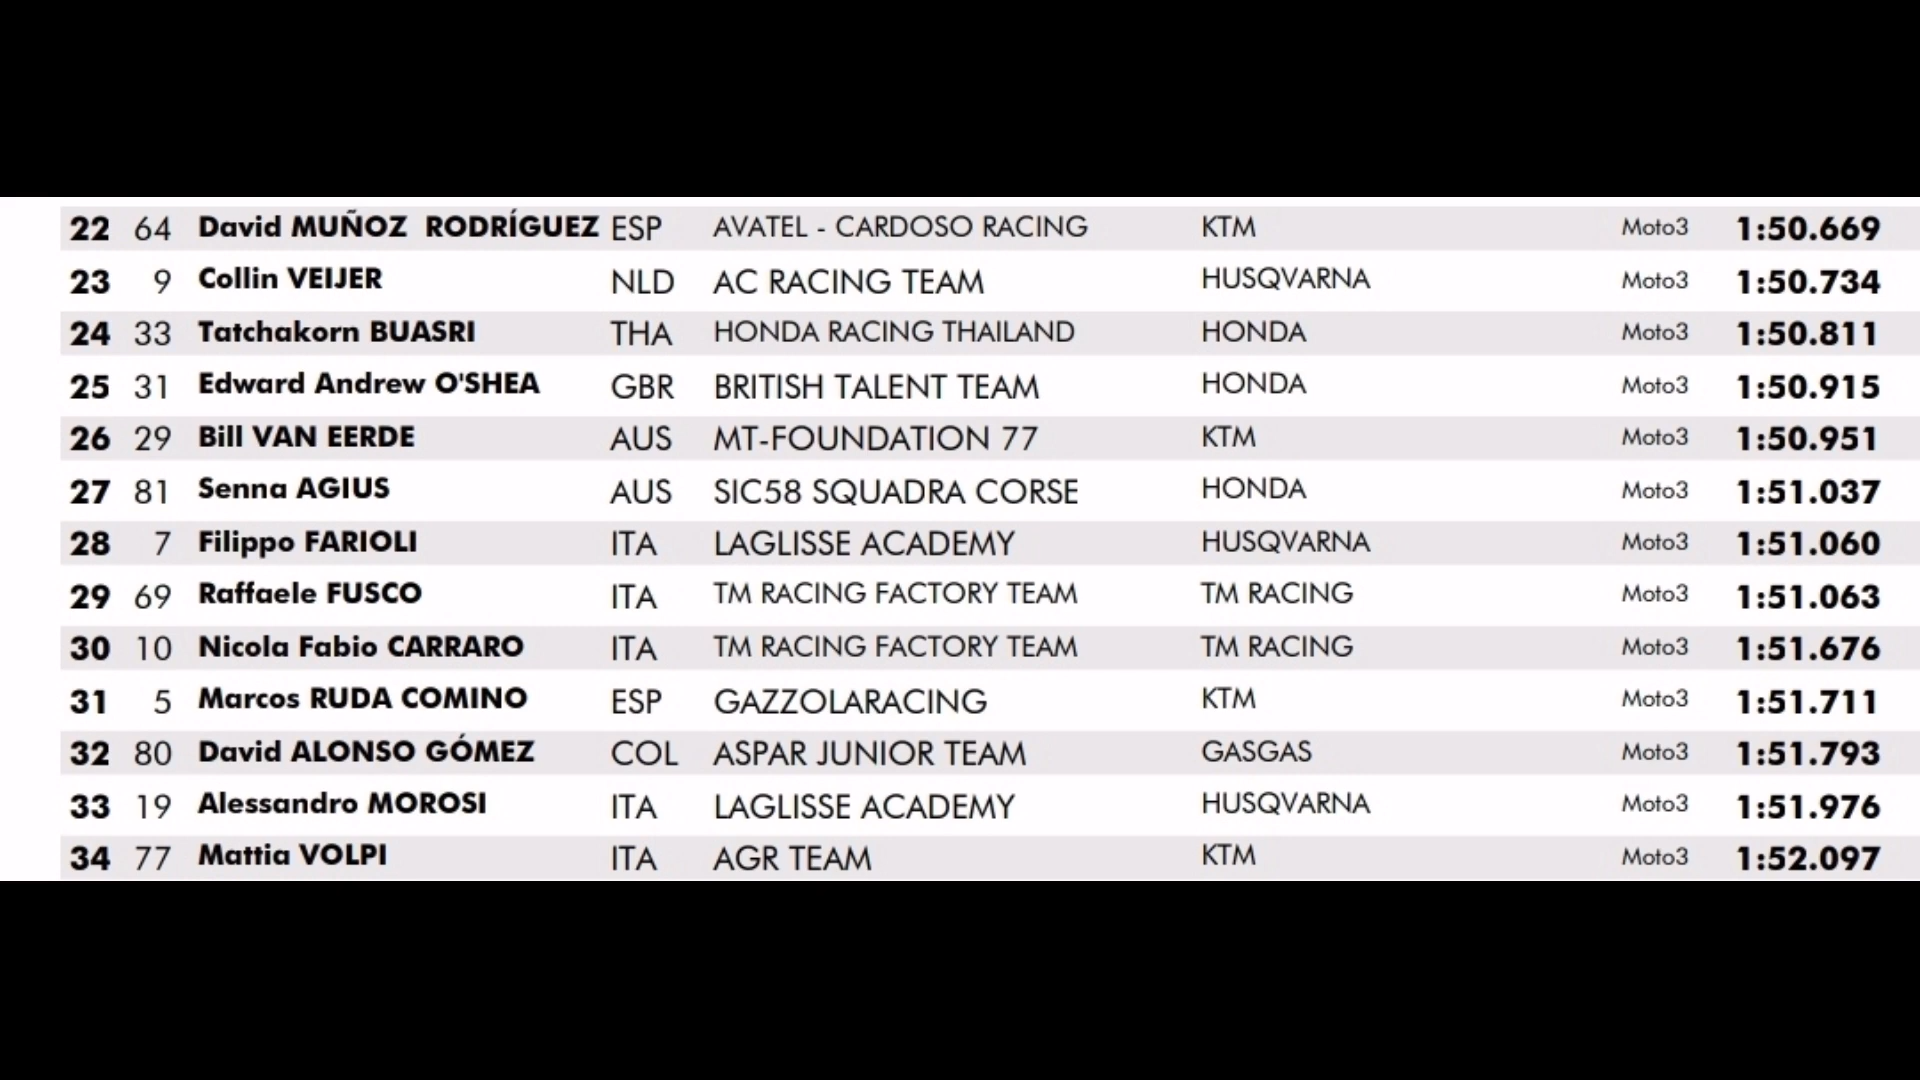 22 64 David MUÑOZ RODRÍGUEZ ESP AVATEL - CARDOSO RACING KTM Moto3 1:50.669
23 9 Collin VEIJER NLD AC RACING TEAM HUSQVARNA Moto3 1:50.734
24 33 Tatchakorn BUASRI THA HONDA RACING THAILAND HONDA Moto3 1:50.811
25 31 Edward Andrew O'SHEA GBR BRITISH TALENT TEAM HONDA Moto3 1:50.915
26 29 Bill VAN EERDE AUS MT-FOUNDATION 77 KTM Moto3 1:50.951
27 81 Senna AGIUS AUS SIC58 SQUADRA CORSE HONDA Moto3 1:51.037
28 7 Filippo FARIOLI ITA LAGLISSE ACADEMY HUSQVARNA Moto3 1:51.060
29 69 Raffaele FUSCO ITA TM RACING FACTORY TEAM TM RACING Moto3 1:51.063
30 10 Nicola Fabio CARRARO ITA TM RACING FACTORY TEAM TM RACING Moto3 1:51.676
31 5 Marcos RUDA COMINO ESP GAZZOLARACING KTM Moto3 1:51.711
32 80 David ALONSO GÓMEZ COL ASPAR JUNIOR TEAM GASGAS Moto3 1:51.793
33 19 Alessandro MOROSI ITA LAGLISSE ACADEMY HUSQVARNA Moto3 1:51.976
34 77 Mattia VOLPI ITA AGR TEAM KTM Moto3 1:52.097